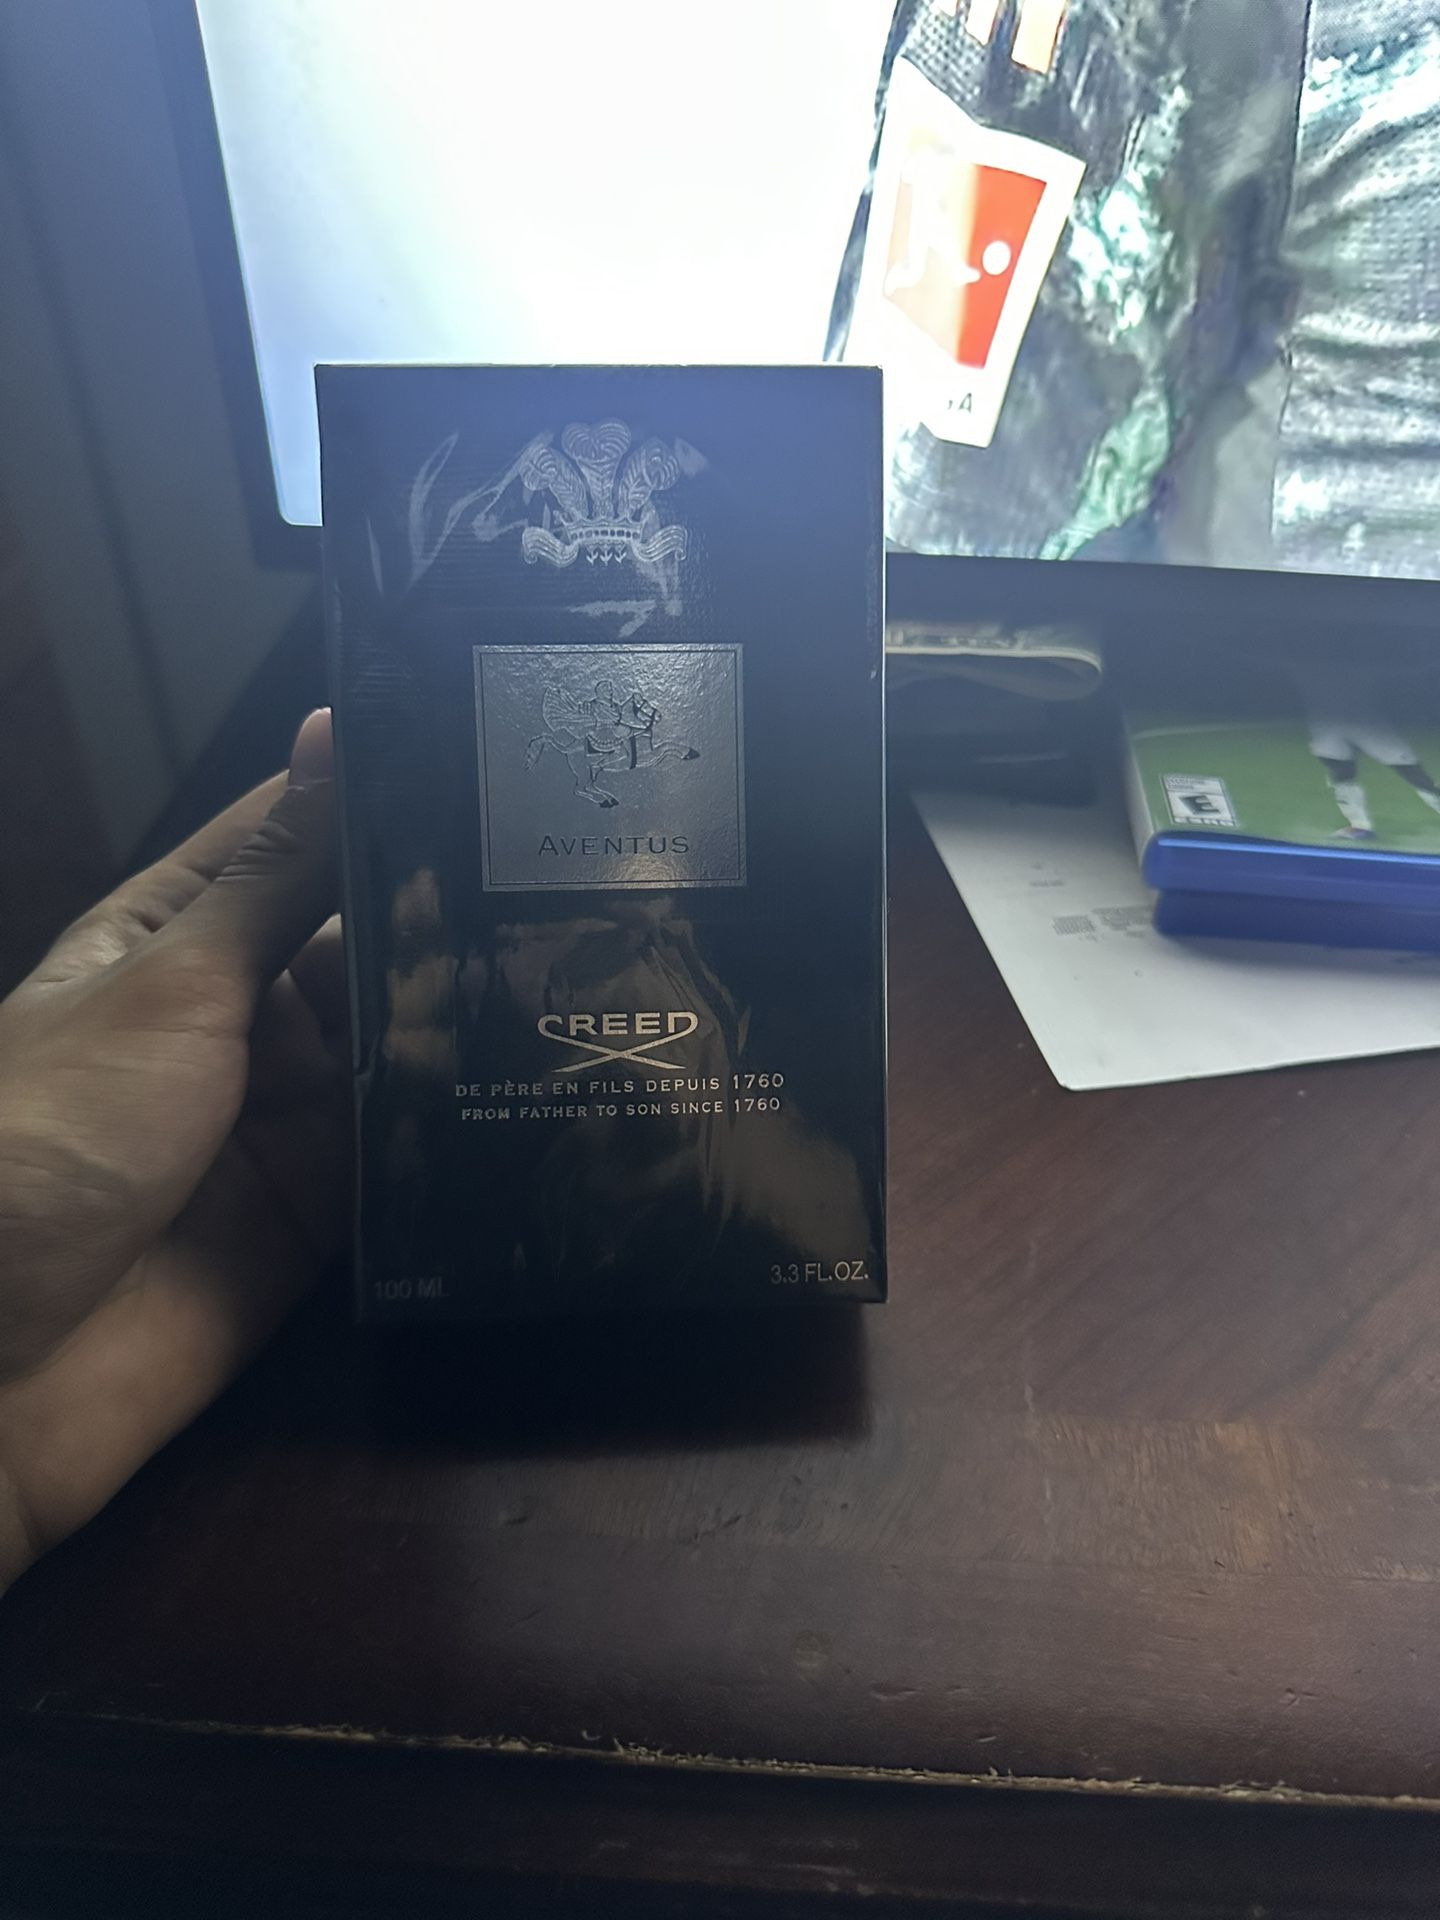 AVENTUS
CREED
DE PÈRE EN FILS DEPUIS 1760
FROM FATHER TO SON SINCE 1760
100 ML
3.3 FL.OZ.
E